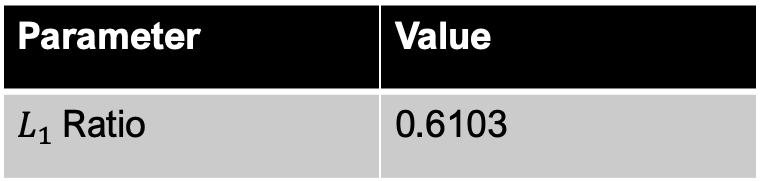 Parameter Value
L₁ Ratio 0.6103